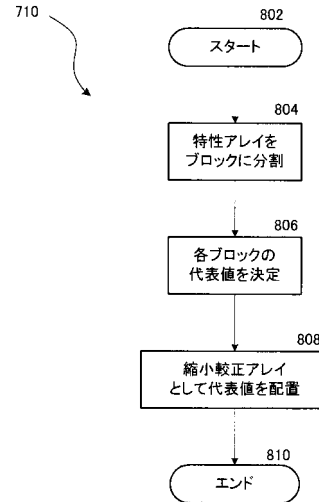 710
802
スタート
804
特性アレイを
ブロックに分割
806
各ブロックの
代表値を決定
808
縮小較正アレイ
として代表値を配置
810
エンド